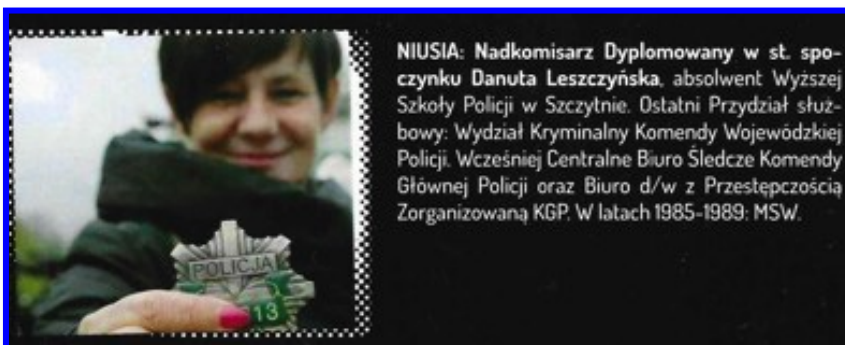 NIUSIA: Nadkomisarz Dyplomowany w st. spo-
czynku Danuta Leszczyńska, absolwent Wyższej
Szkoły Policji w Szczytnie. Ostatni Przydział służ-
bowy: Wydział Kryminalny Komendy Wojewódzkiej
Policji. Wcześniej Centralne Biuro Śledcze Komendy
Głównej Policji oraz Biuro d/w z Przestępczością
Zorganizowaną KGP. W latach 1985-1989: MSW.
POLICJA
13